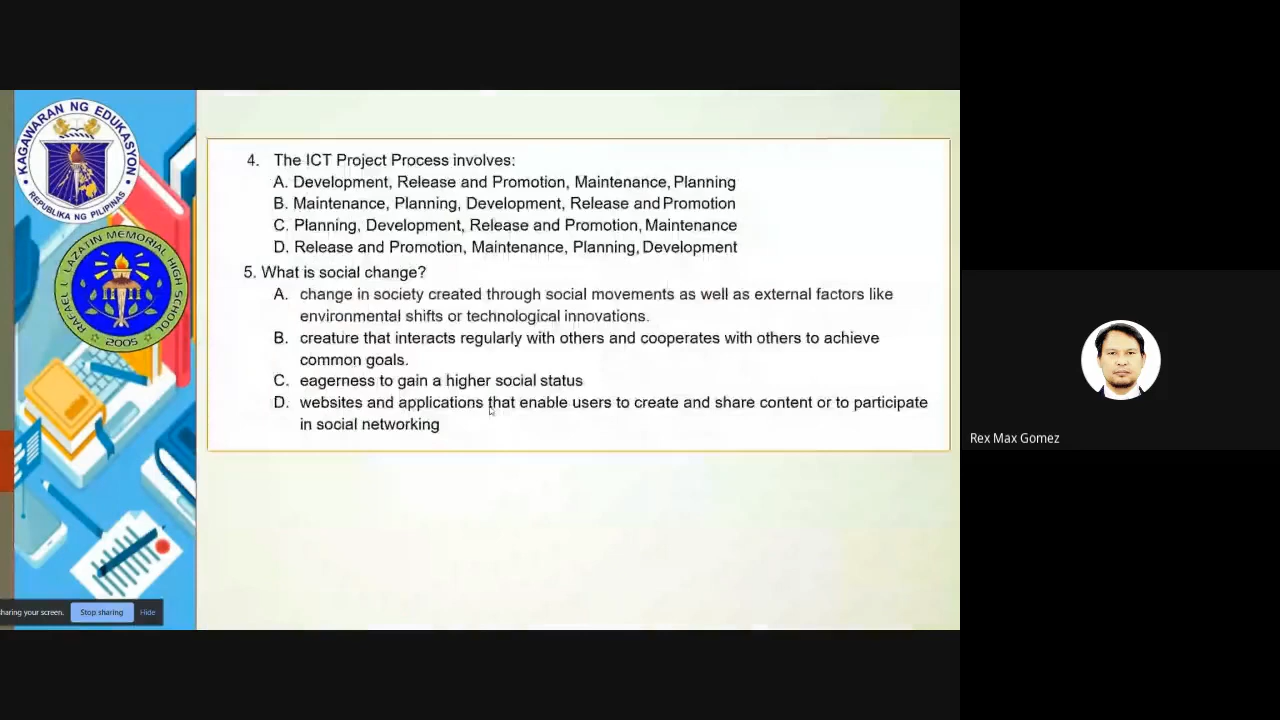 KAGAWARAN NG EDUKASYON
REPUBLIKA NG PILIPINAS
RAFAEL L. LAZATIN MEMORIAL HIGH SCHOOL
2005
4. The ICT Project Process involves:
A. Development, Release and Promotion, Maintenance, Planning
B. Maintenance, Planning, Development, Release and Promotion
C. Planning, Development, Release and Promotion, Maintenance
D. Release and Promotion, Maintenance, Planning, Development
5. What is social change?
A. change in society created through social movements as well as external factors like
environmental shifts or technological innovations.
B. creature that interacts regularly with others and cooperates with others to achieve
common goals.
C. eagerness to gain a higher social status
D. websites and applications that enable users to create and share content or to participate
in social networking
sharing your screen. Stop sharing Hide
Rex Max Gomez